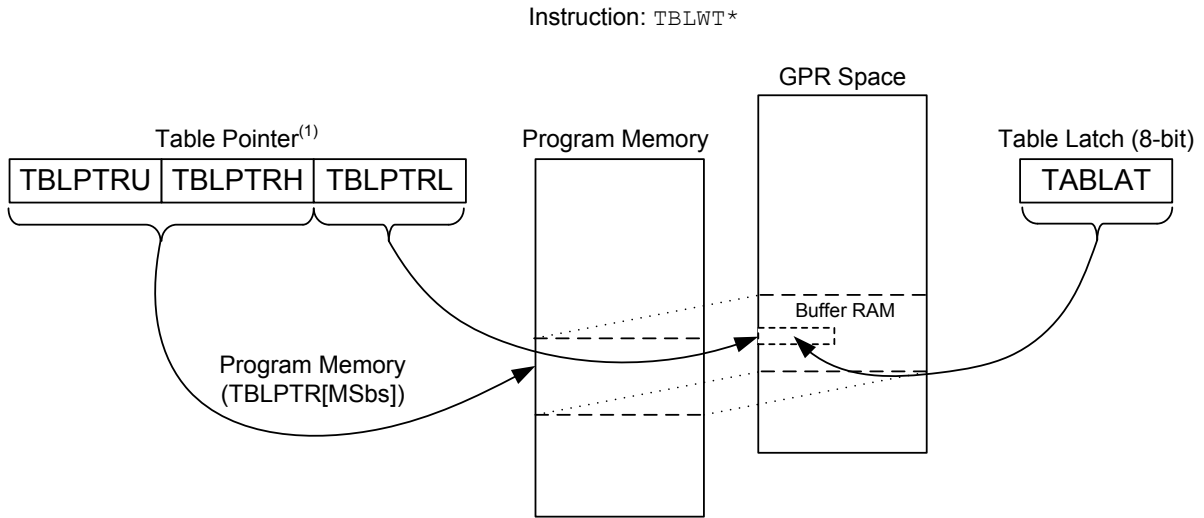 Instruction: TBLWT*
GPR Space
Table Pointer(1)
Program Memory
Table Latch (8-bit)
TBLPTRU
TBLPTRH
TBLPTRL
TABLAT
Buffer RAM
Program Memory
(TBLPTR[MSbs])